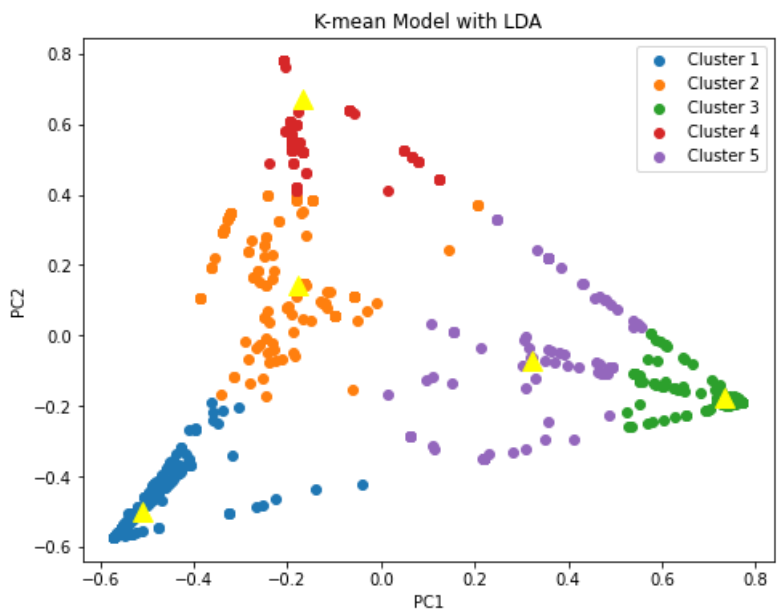 K-mean Model with LDA
0.8
0.6
0.4
0.2
0.0
−0.2
−0.4
−0.6
PC2
Cluster 1
Cluster 2
Cluster 3
Cluster 4
Cluster 5
−0.6 −0.4 −0.2 0.0 0.2 0.4 0.6 0.8
PC1